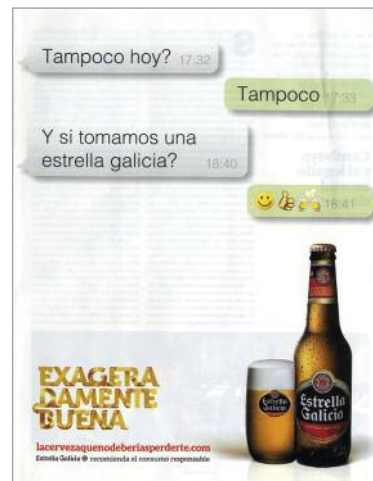 Tampoco hoy? 17:32
Tampoco 17:33
Y si tomamos una
estrella galicia? 18:40
18:41
EXAGERA
DAMENTE
BUENA
lacervezaquenodeberiasperderte.com
Estrella Galicia recomienda el consumo responsable
Estrella
Galicia
Estrella
Galicia